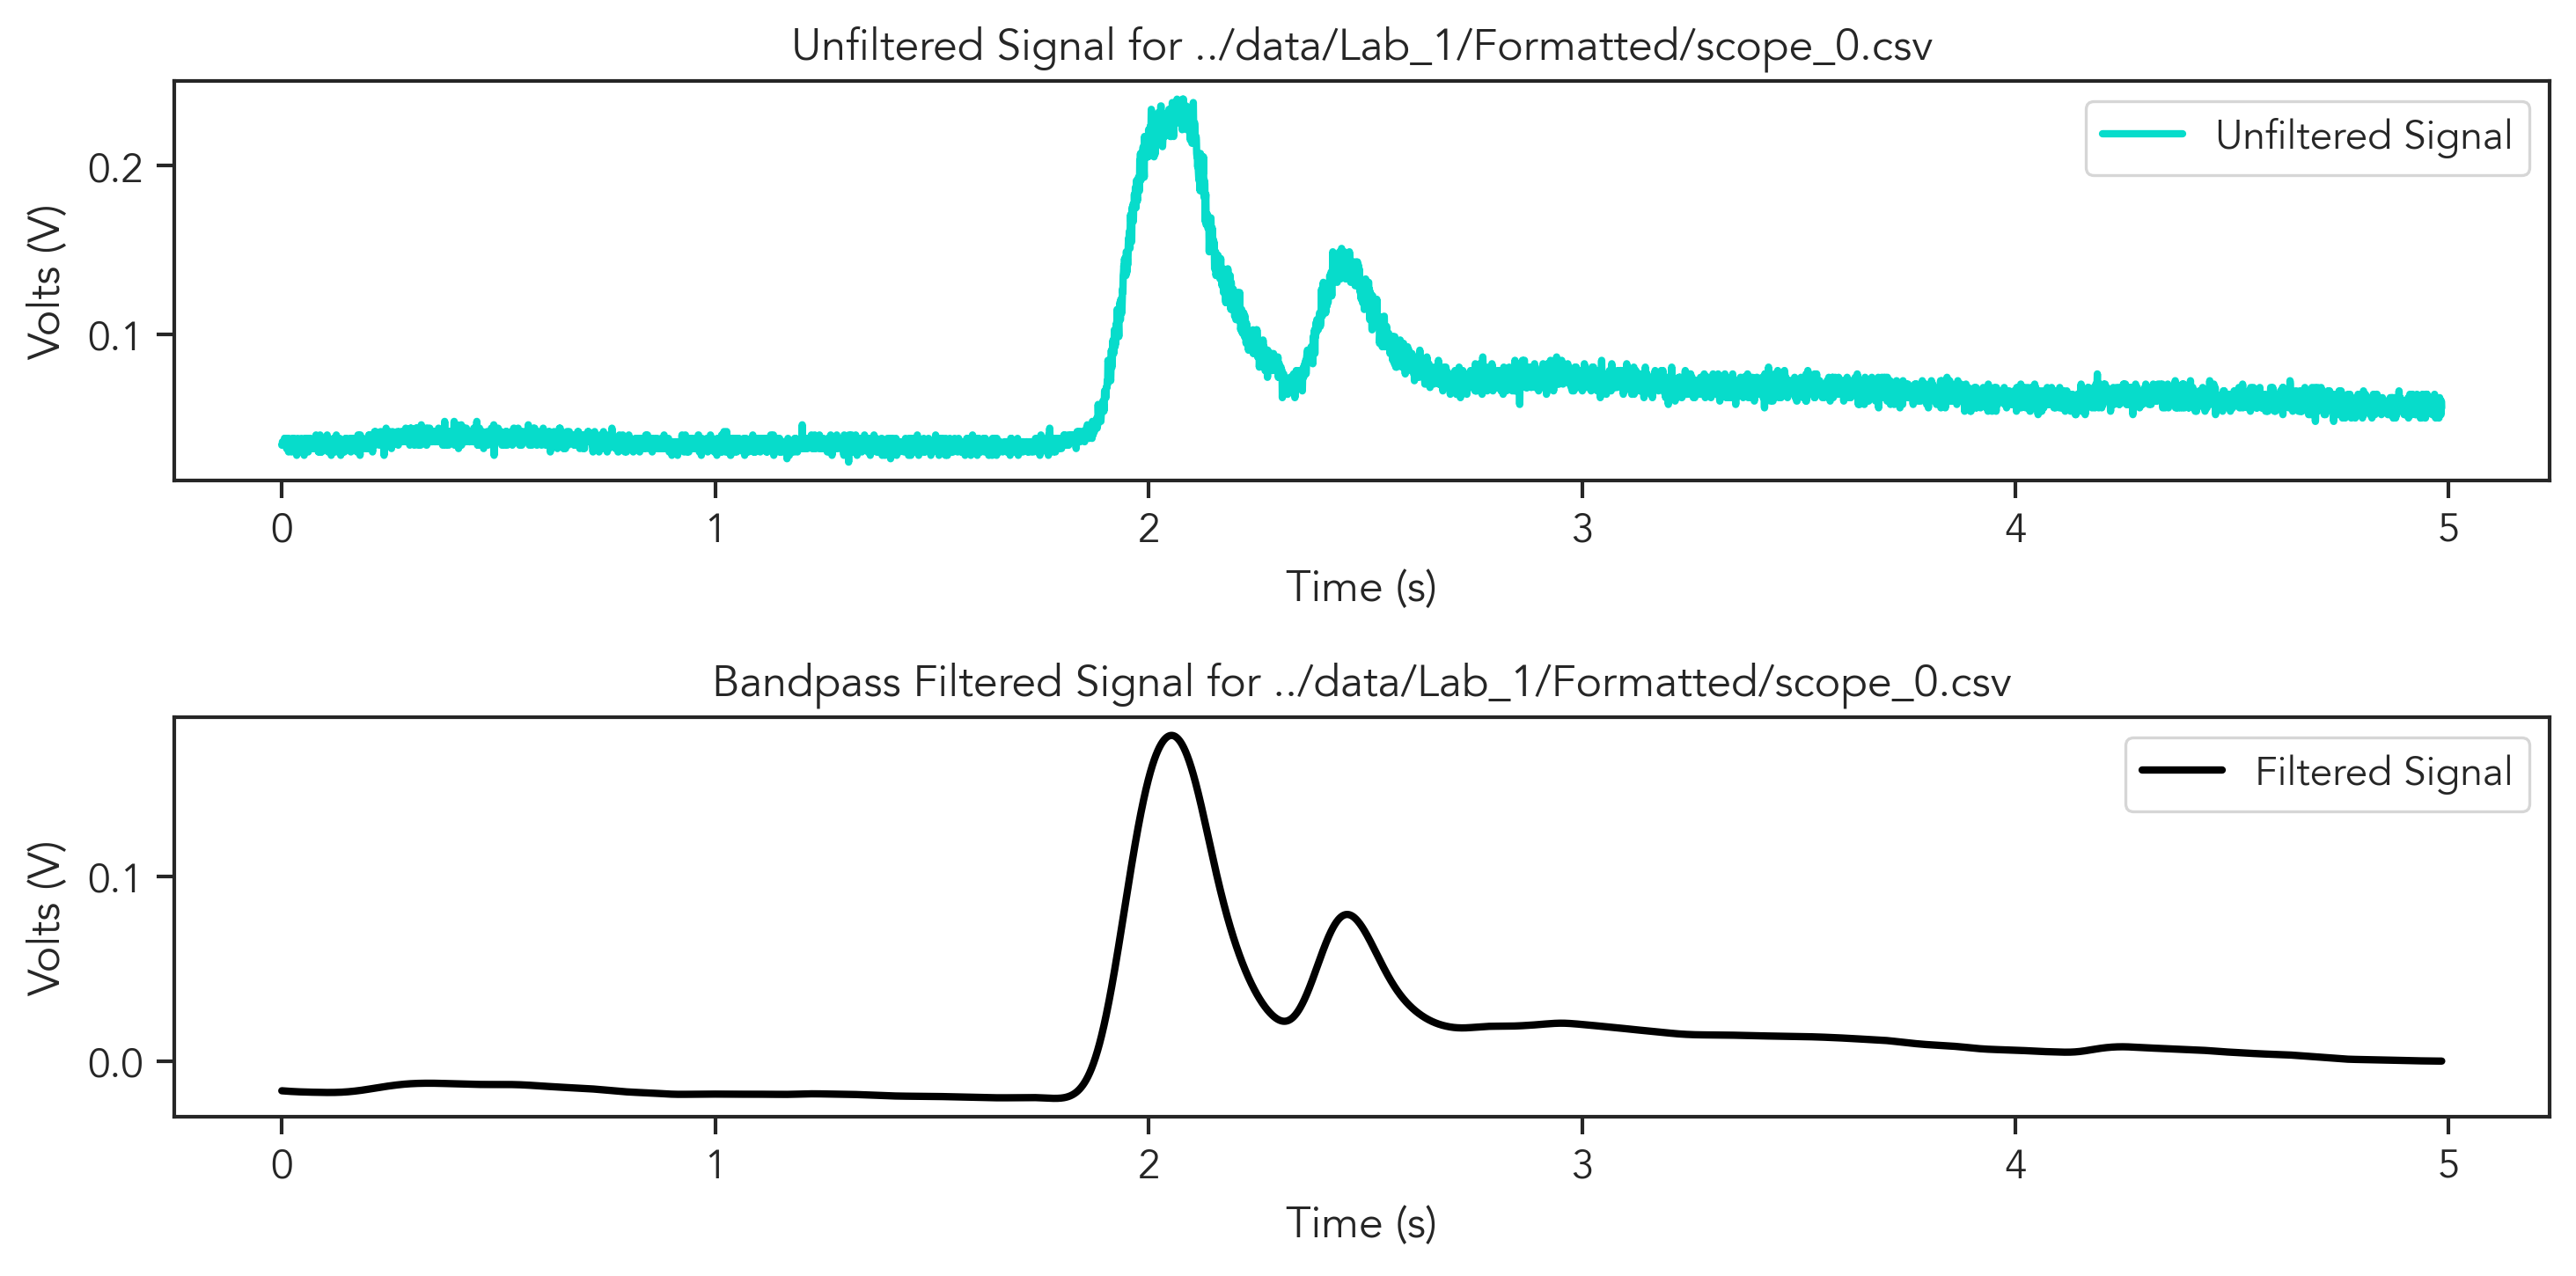 Unfiltered Signal for ../data/Lab_1/Formatted/scope_0.csv
Unfiltered Signal
Volts (V)
0.2
0.1
0 1 2 3 4 5
Time (s)
Bandpass Filtered Signal for ../data/Lab_1/Formatted/scope_0.csv
Filtered Signal
Volts (V)
0.1
0.0
0 1 2 3 4 5
Time (s)